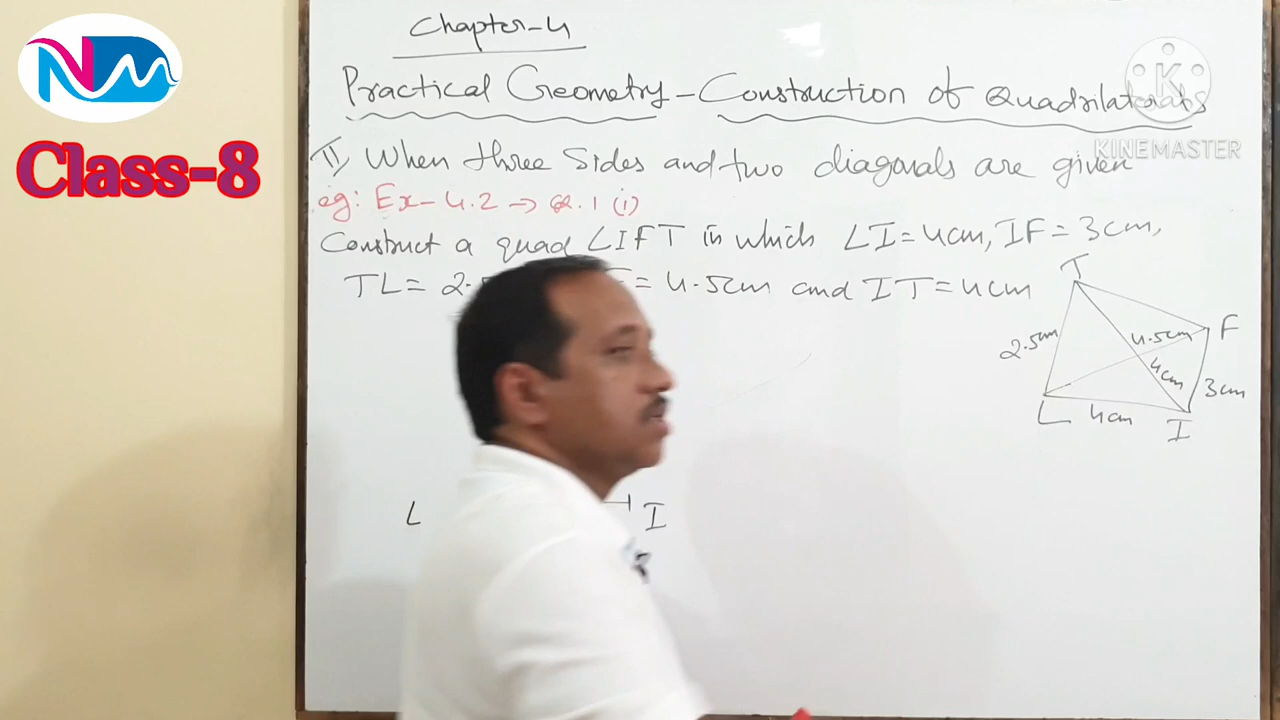 NDM
Class-8
Chapter-4
Practical Geometry - Construction of Quadrilaterals
KINEMASTER
II, When three sides and two diagonals are given
eg: Ex-4.2 → Q.1 (i)
Construct a quad LIFT in which LI = 4cm, IF = 3cm,
TL = 2.5 = 4.5cm and IT = 4cm
T
F
2.5cm
4.5cm
4cm
3cm
L 4cm I
L I